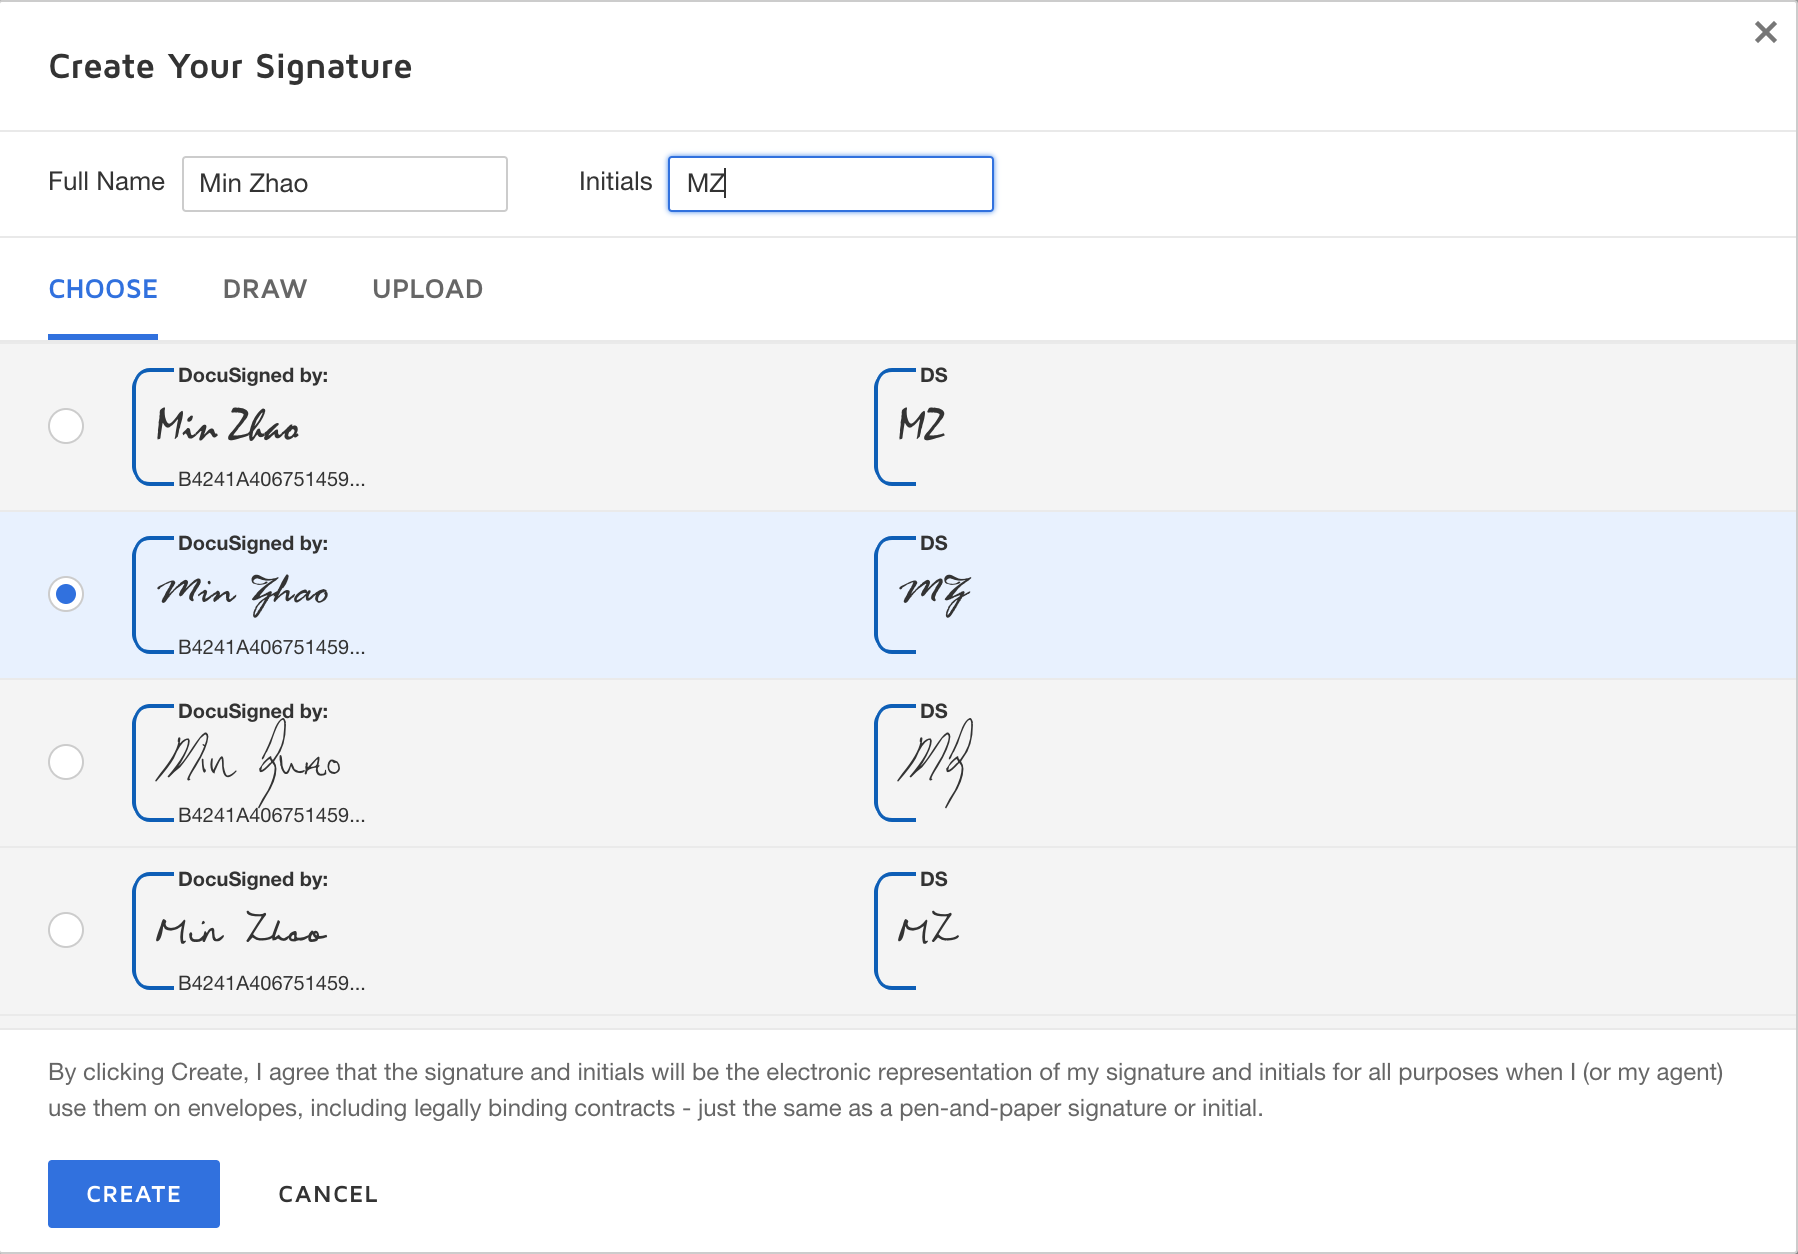 Create Your Signature
Full Name Min Zhao Initials MZ
CHOOSE DRAW UPLOAD
DocuSigned by: DS
Min Zhao MZ
B4241A406751459...
DocuSigned by: DS
Min Zhao MZ
B4241A406751459...
DocuSigned by: DS
Min Zhao MZ
B4241A406751459...
DocuSigned by: DS
Min Zhao MZ
B4241A406751459...
By clicking Create, I agree that the signature and initials will be the electronic representation of my signature and initials for all purposes when I (or my agent)
use them on envelopes, including legally binding contracts - just the same as a pen-and-paper signature or initial.
CREATE CANCEL